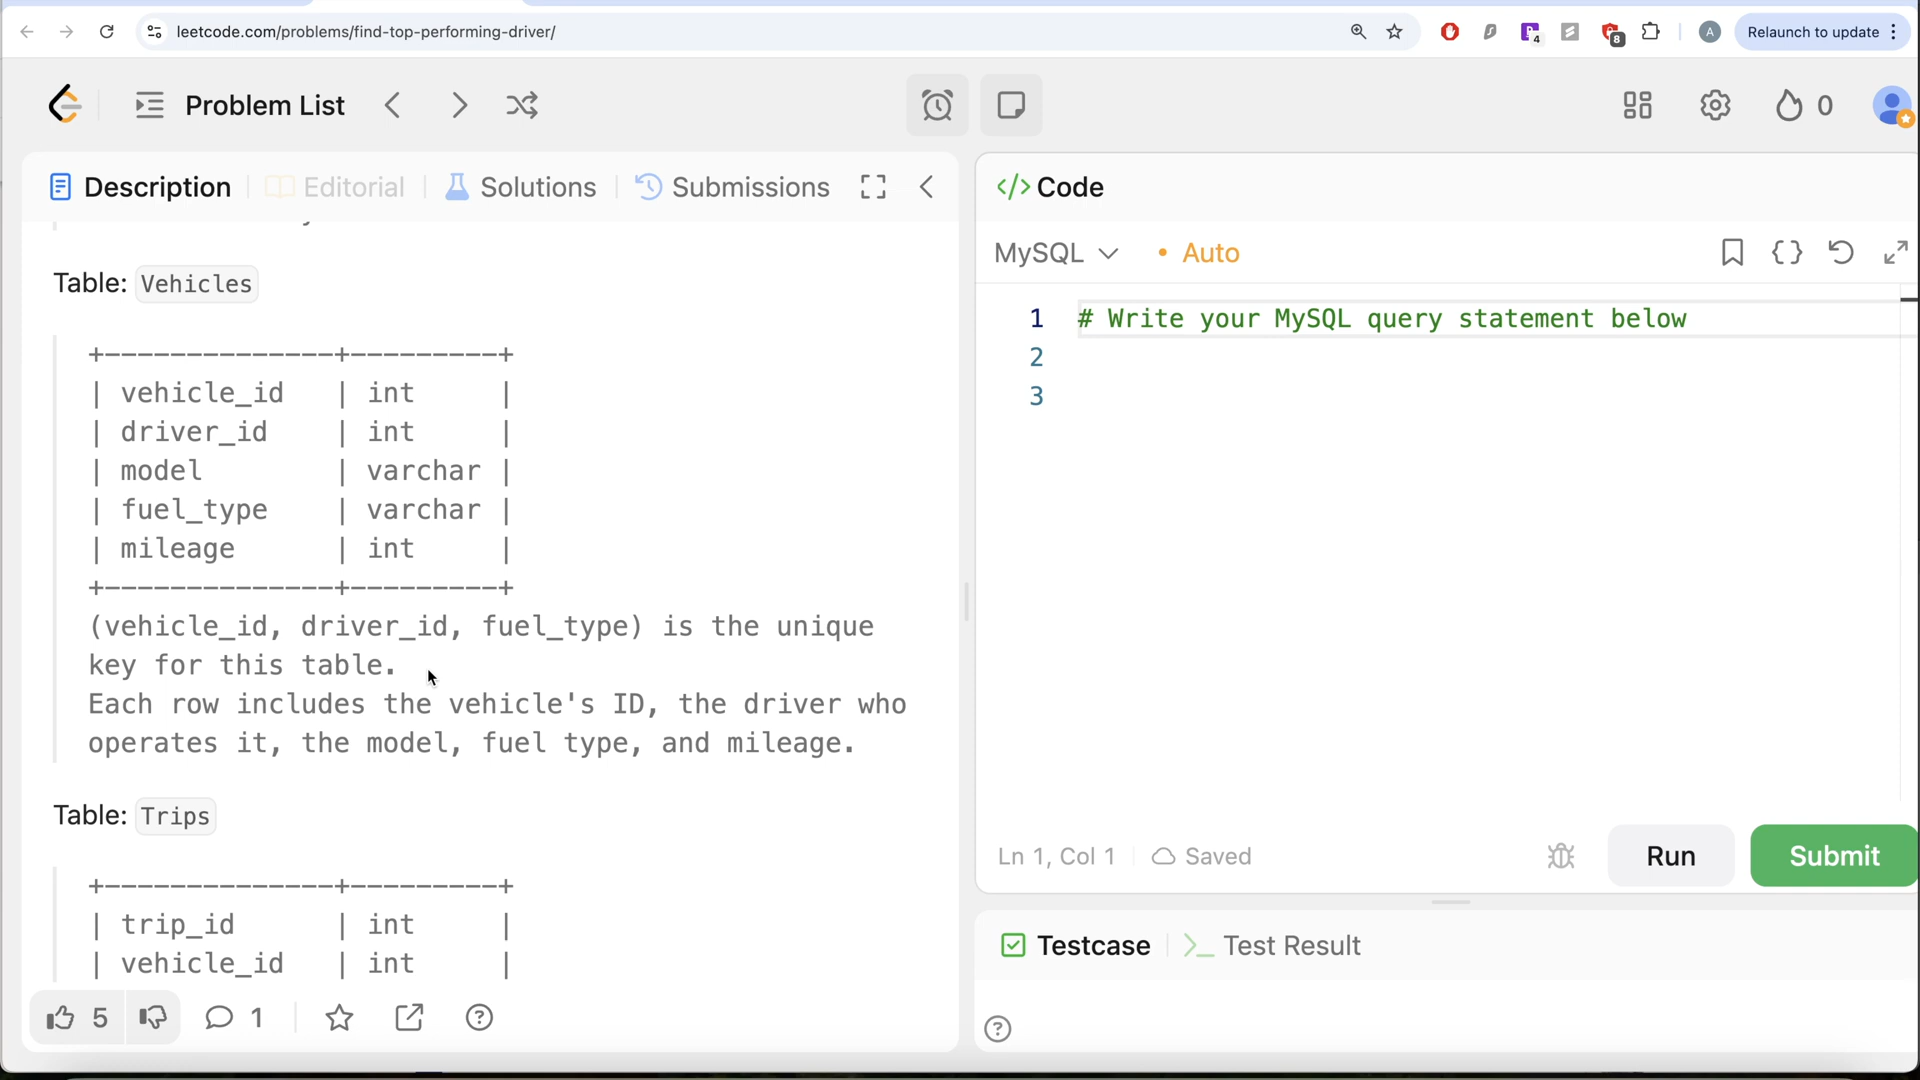 leetcode.com/problems/find-top-performing-driver/
4
8
A
Relaunch to update
Problem List
0
Description
Editorial
Solutions
Submissions
Table: Vehicles
+--------------+---------+
| vehicle_id | int |
| driver_id | int |
| model | varchar |
| fuel_type | varchar |
| mileage | int |
+--------------+---------+
(vehicle_id, driver_id, fuel_type) is the unique
key for this table.
Each row includes the vehicle's ID, the driver who
operates it, the model, fuel type, and mileage.
Table: Trips
+--------------+---------+
| trip_id | int |
| vehicle_id | int |
5
1
</> Code
MySQL
• Auto
1 # Write your MySQL query statement below
2
3
Ln 1, Col 1
Saved
Run
Submit
Testcase
>_ Test Result